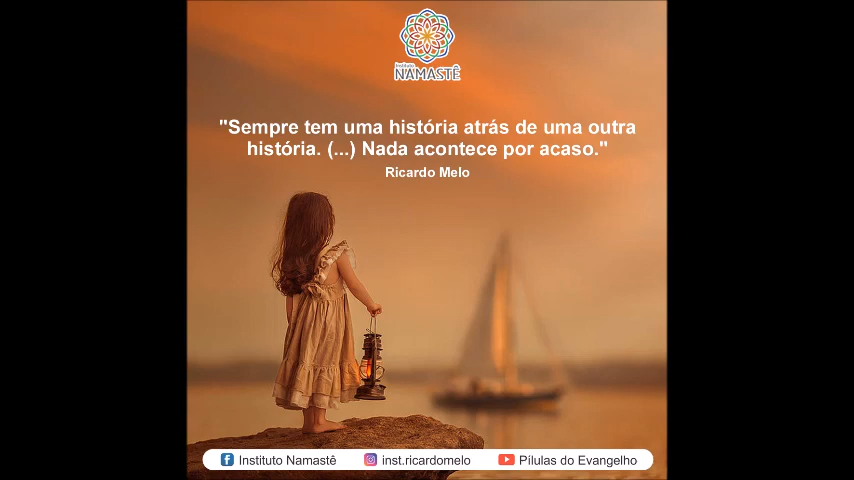 Instituto
NAMASTÊ
"Sempre tem uma história atrás de uma outra
história. (...) Nada acontece por acaso."
Ricardo Melo
Instituto Namastê inst.ricardomelo Pílulas do Evangelho